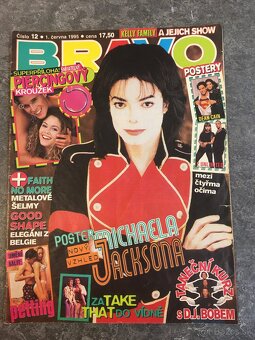 Číslo 12 • 1. června 1995 • cena 17,50
KELLY FAMILY A JEJICH SHOW
BRAVO
SUPERPŘÍLOHA:
PIERCINGOVÝ
KROUŽEK
POSTERY
DEAN CAIN
mezi
čtyřma
očima
+ FAITH
NO MORE
METALOVÉ
ŠELMY
GOOD
SHAPE
ELEGÁNI Z
BELGIE
POSTER
NOVÝ
VZHLED
MICHAELA
JACKSONA
Petting
ZA TAKE
THAT DO VÍDNĚ
TANEČNÍ KURZ
S D.J. BOBEM